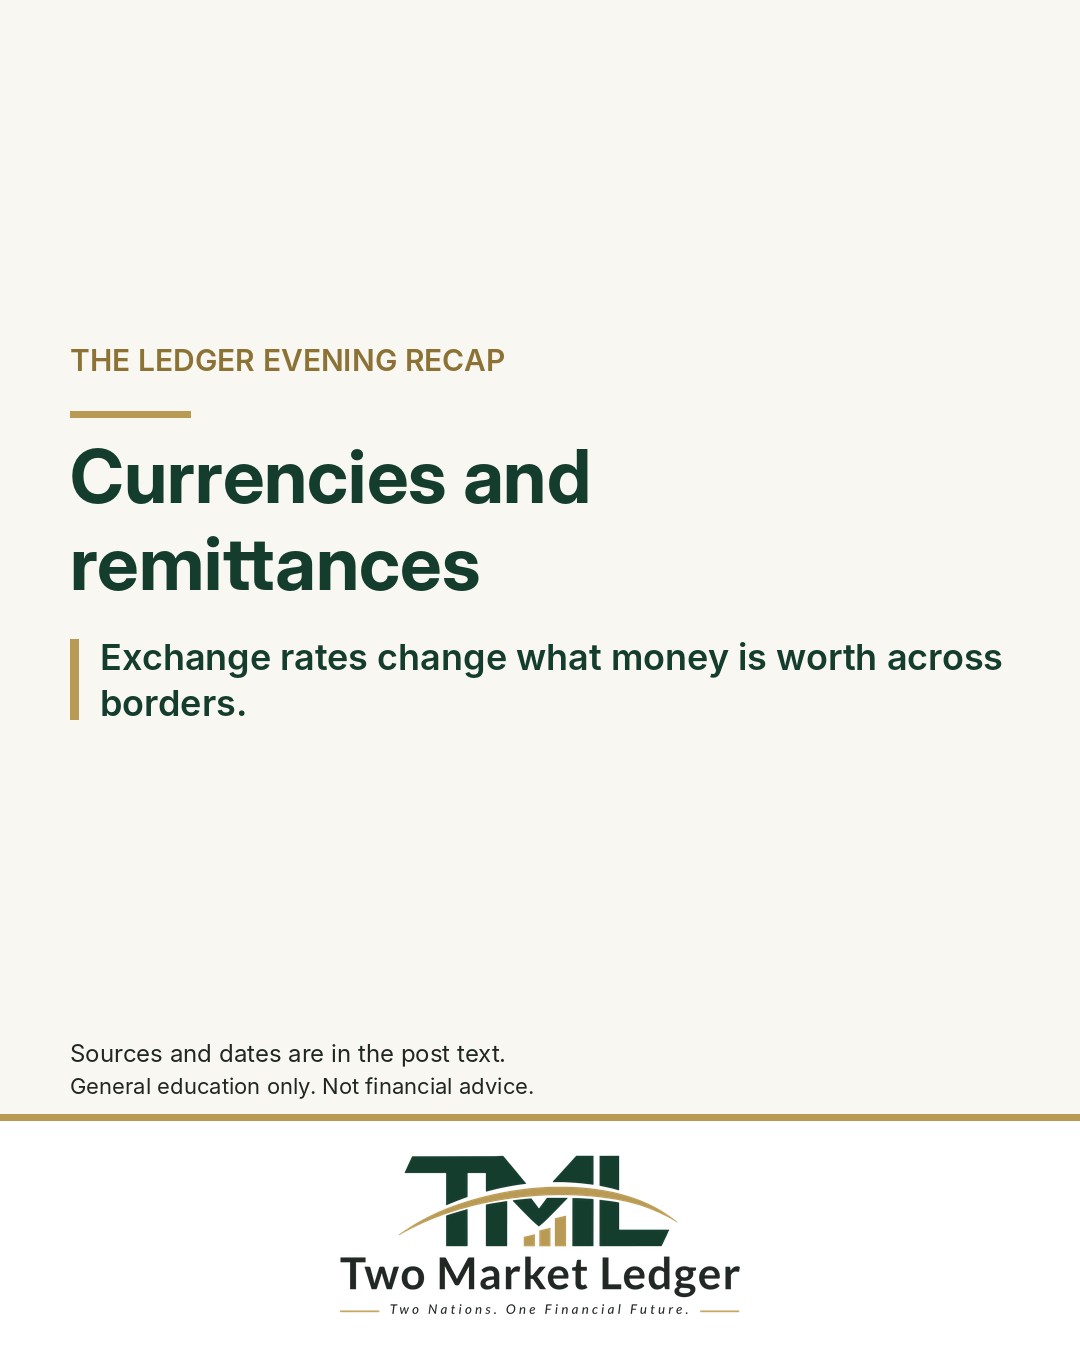 THE LEDGER EVENING RECAP
Currencies and
remittances
Exchange rates change what money is worth across
borders.
Sources and dates are in the post text.
General education only. Not financial advice.
TML
Two Market Ledger
Two Nations. One Financial Future.